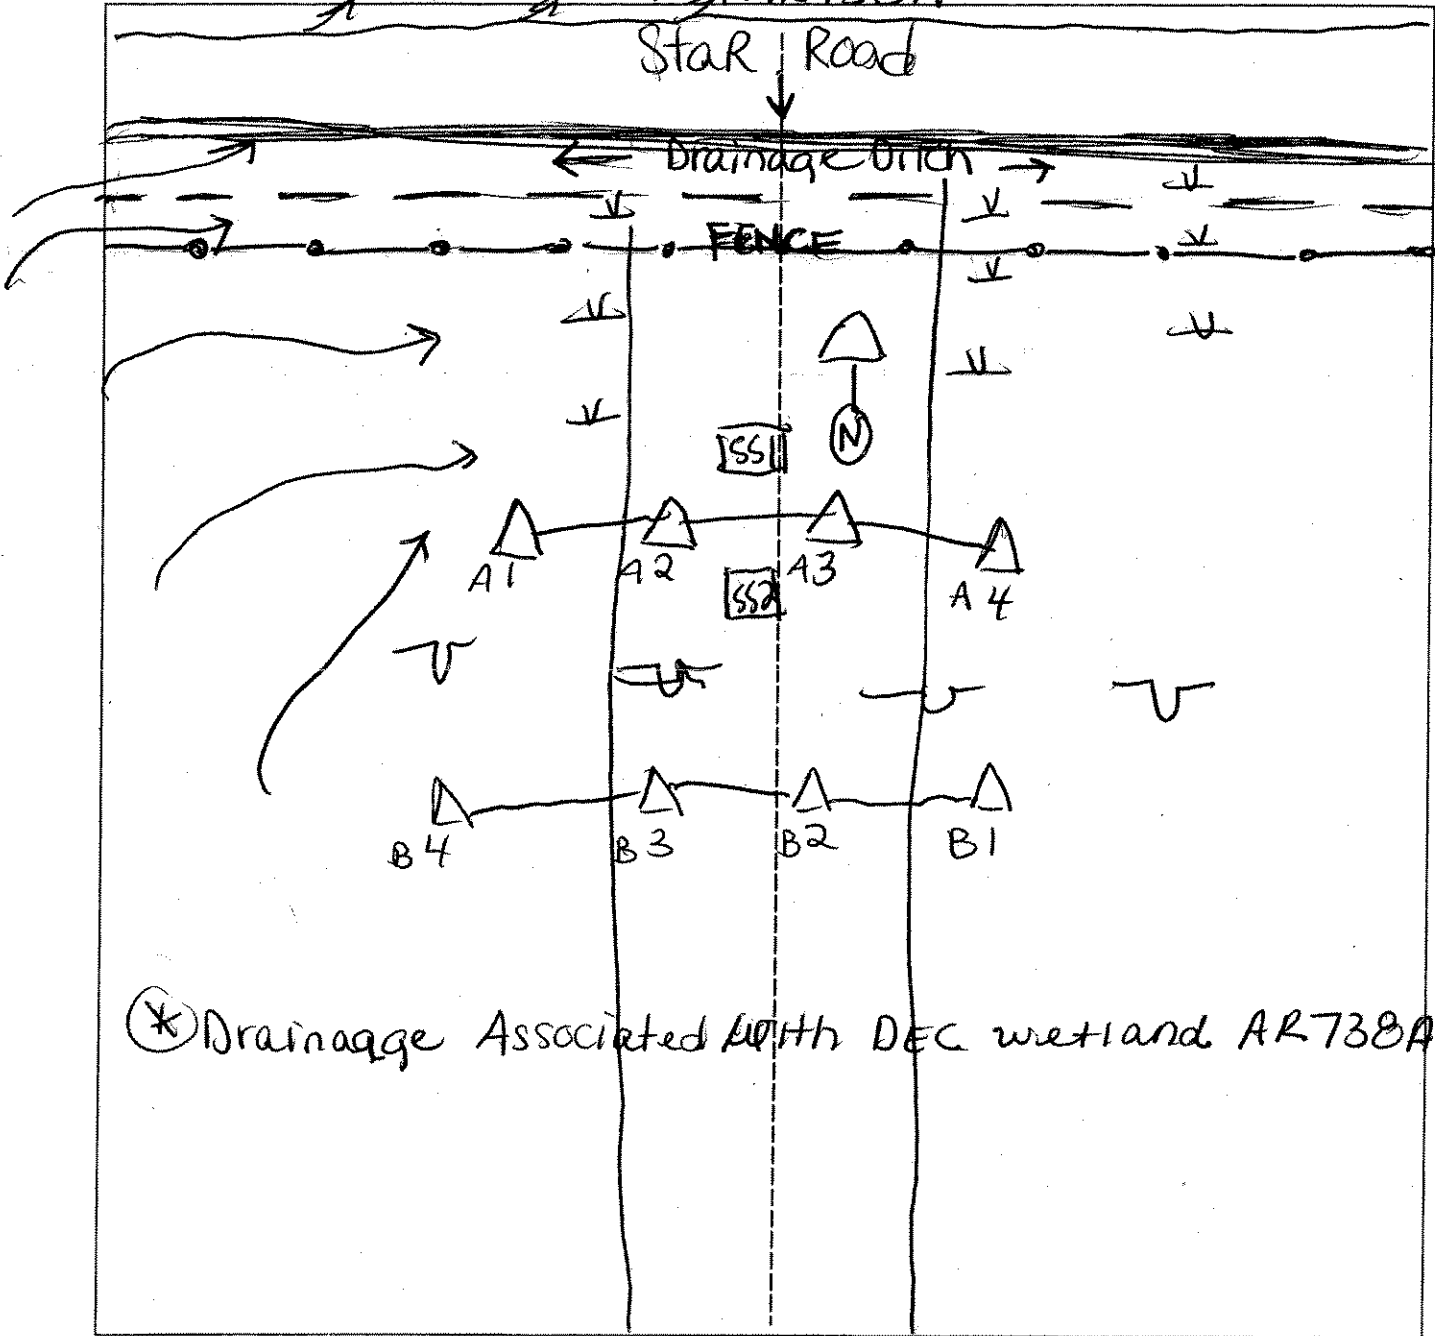 StaR Road
Drainage Ditch
FENCE
N
SS1
A1 A2 A3 A4
SS2
B4 B3 B2 B1
* Drainagge Associated With DEC wetland AR738A